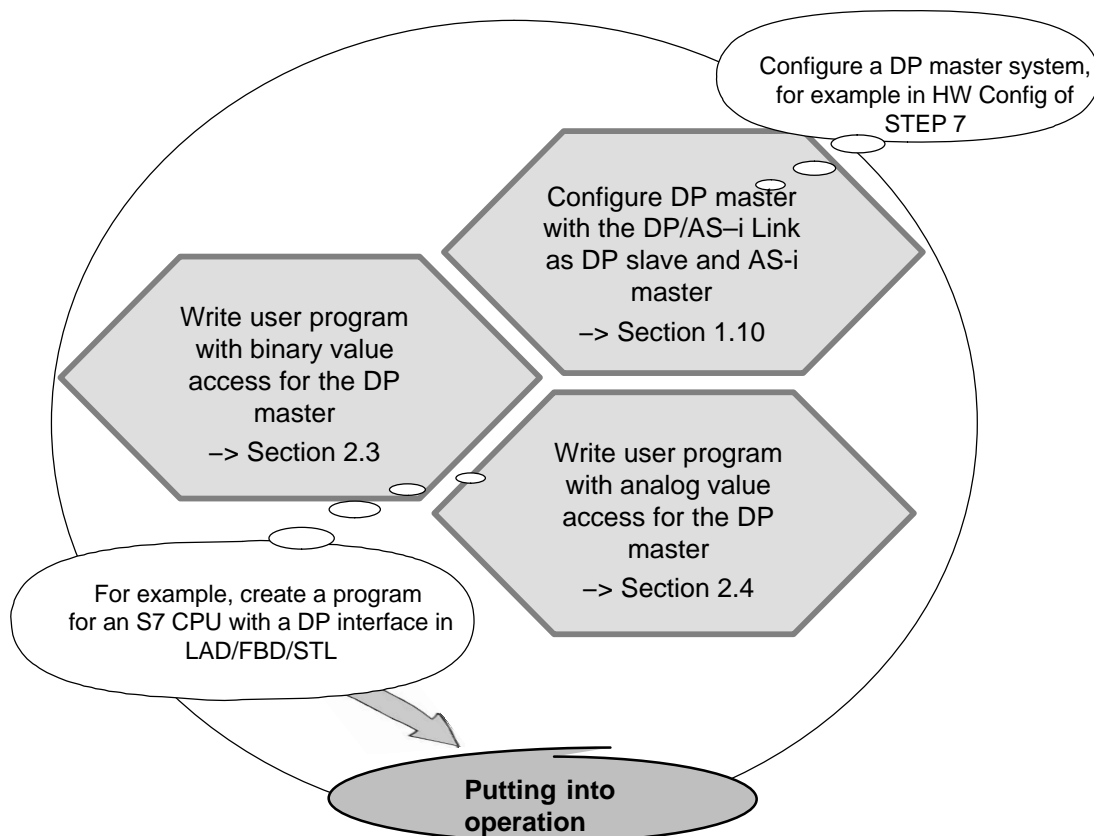 Configure a DP master system,
for example in HW Config of
STEP 7
Configure DP master
with the DP/AS–i Link
as DP slave and AS-i
master
–> Section 1.10
Write user program
with binary value
access for the DP
master
–> Section 2.3
Write user program
with analog value
access for the DP
master
–> Section 2.4
For example, create a program
for an S7 CPU with a DP interface in
LAD/FBD/STL
Putting into
operation